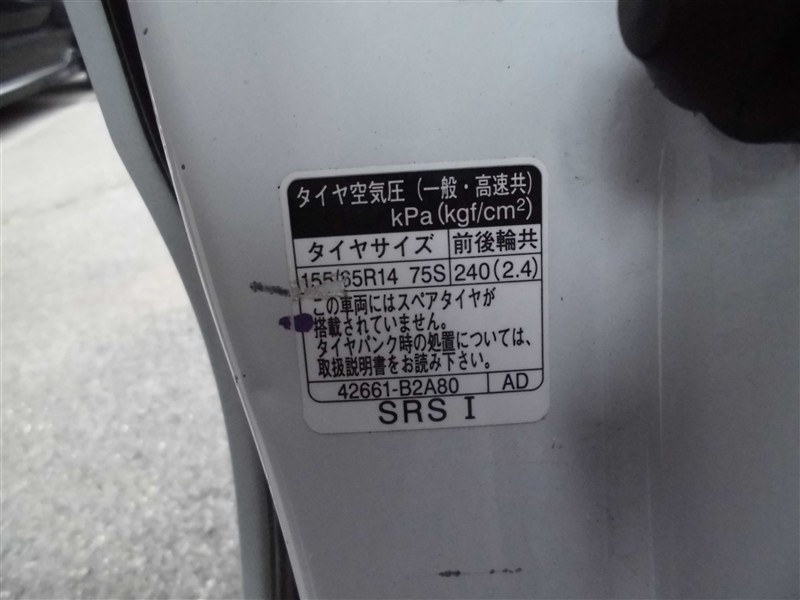 タイヤ空気圧（一般・高速共）
kPa(kgf/cm²)
タイヤサイズ 前後輪共
155/65R14 75S 240(2.4)
この車両にはスペアタイヤが
搭載されていません。
タイヤパンク時の処置については、
取扱説明書をお読み下さい。
42661-B2A80 AD
SRS I